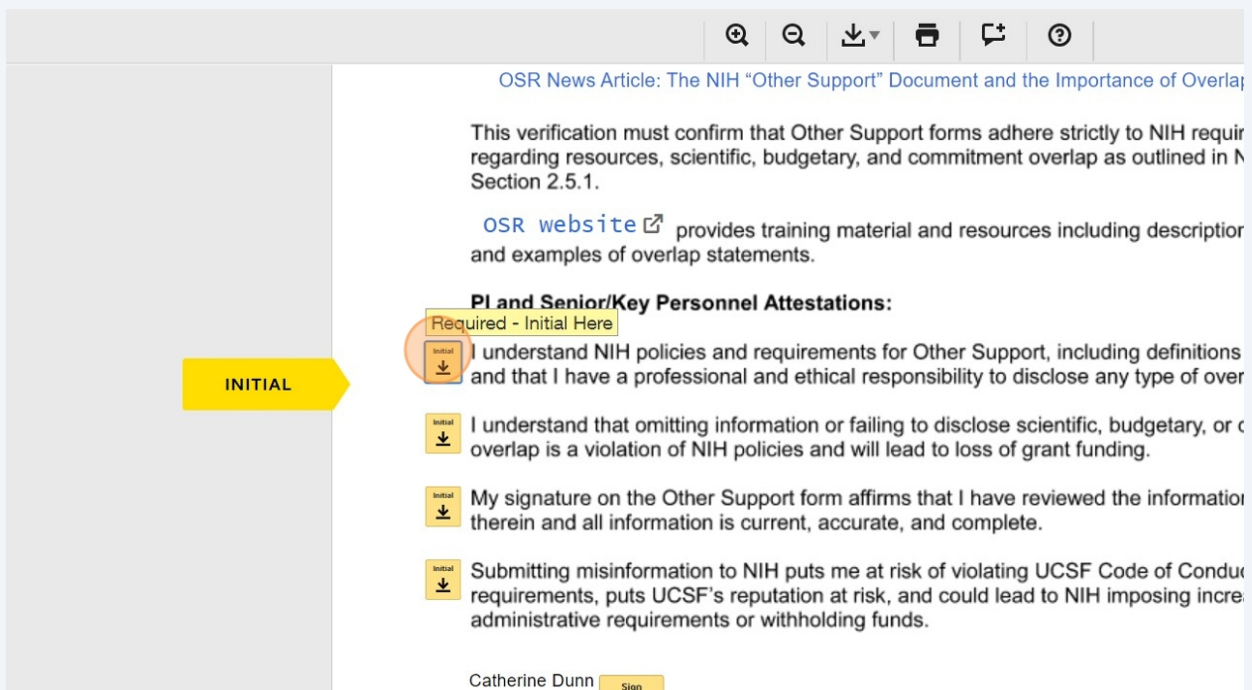 OSR News Article: The NIH “Other Support” Document and the Importance of Overlap
This verification must confirm that Other Support forms adhere strictly to NIH
regarding resources, scientific, budgetary, and commitment overlap as outlined in
Section 2.5.1.
OSR website provides training material and resources including
and examples of overlap statements.
PI and Senior/Key Personnel Attestations:
Required - Initial Here
Initial I understand NIH policies and requirements for Other Support, including definitions
INITIAL
and that I have a professional and ethical responsibility to disclose any type of
Initial I understand that omitting information or failing to disclose scientific, budgetary, or
overlap is a violation of NIH policies and will lead to loss of grant funding.
Initial My signature on the Other Support form affirms that I have reviewed the
therein and all information is current, accurate, and complete.
Initial Submitting misinformation to NIH puts me at risk of violating UCSF Code of
requirements, puts UCSF’s reputation at risk, and could lead to NIH imposing
administrative requirements or withholding funds.
Catherine Dunn Sign